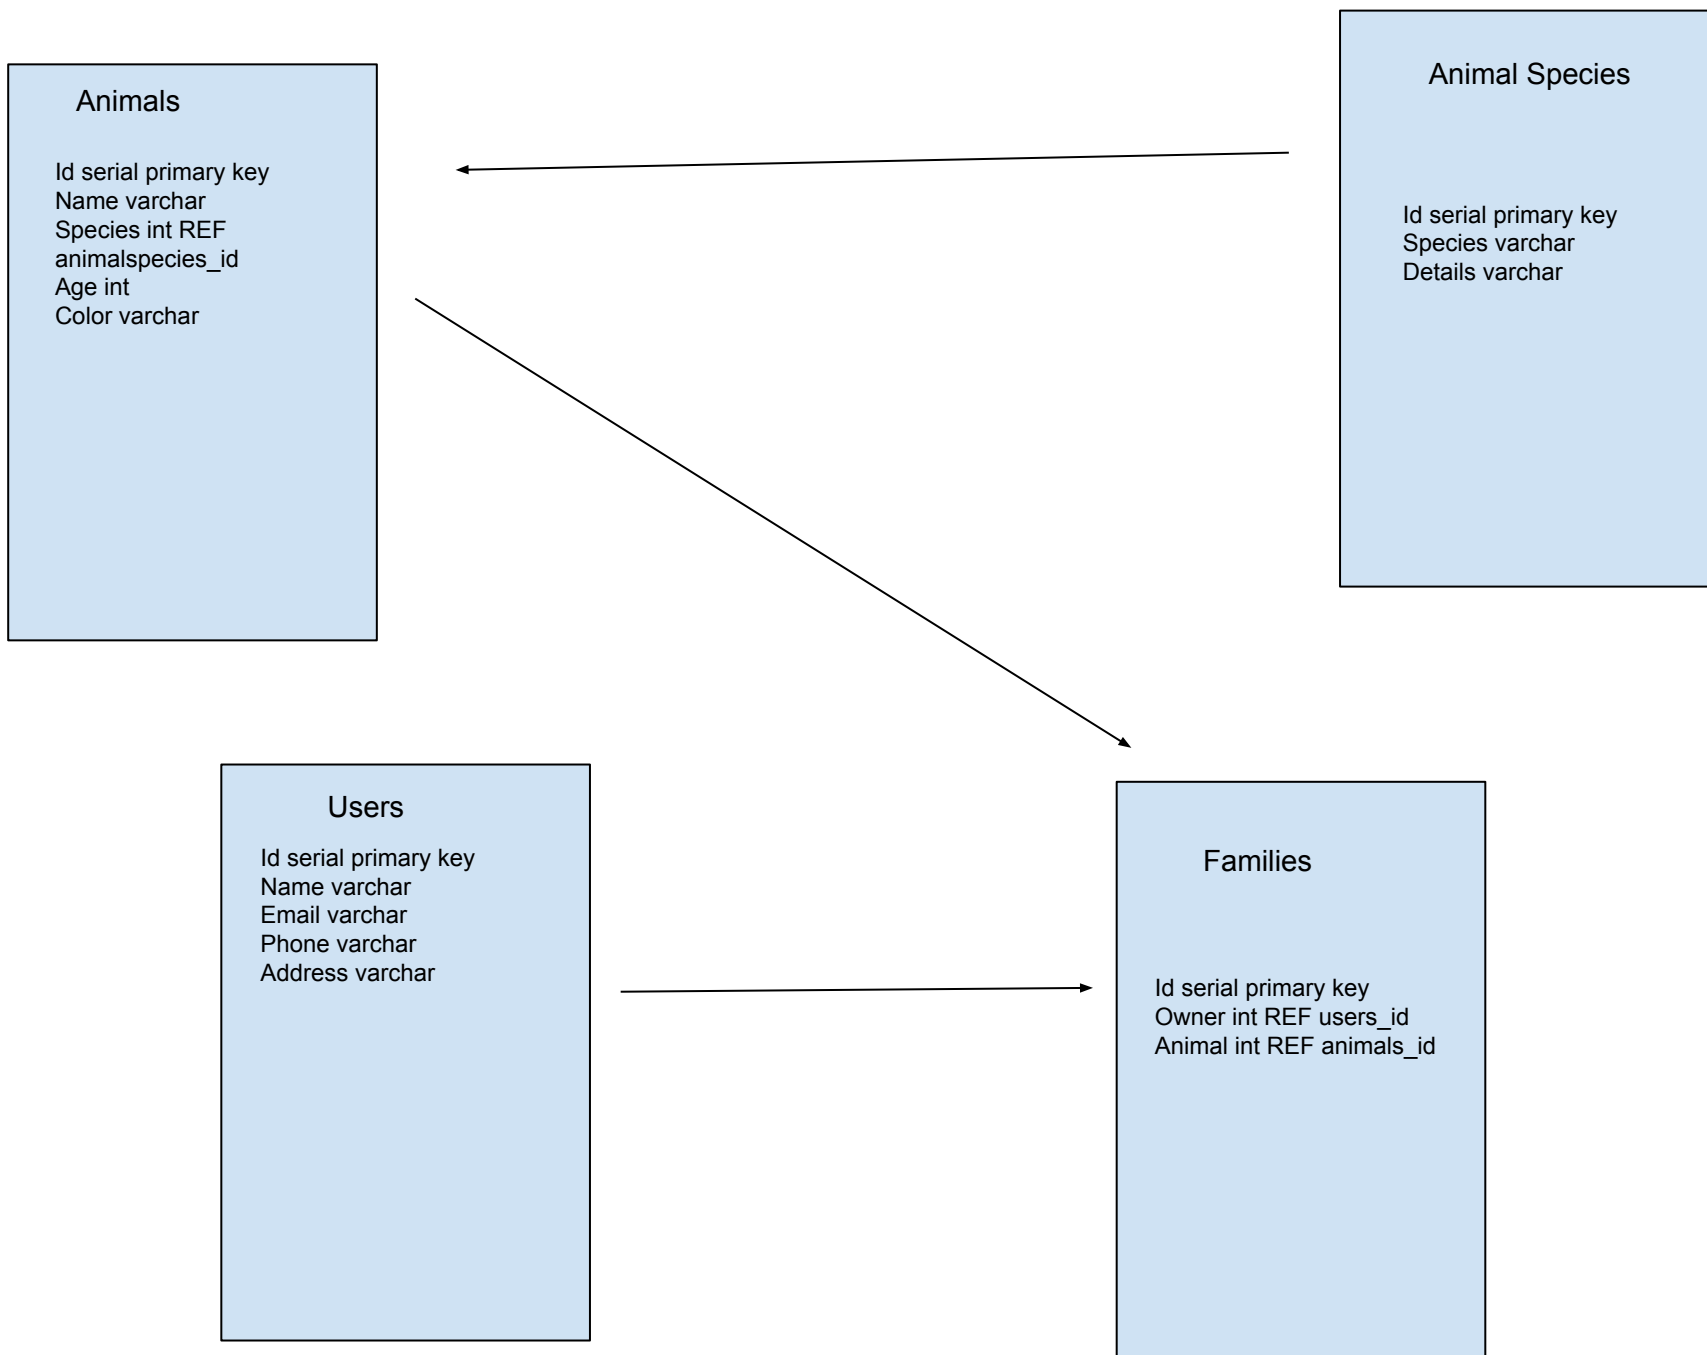 Animals
Id serial primary key
Name varchar
Species int REF
animalspecies_id
Age int
Color varchar
Animal Species
Id serial primary key
Species varchar
Details varchar
Users
Id serial primary key
Name varchar
Email varchar
Phone varchar
Address varchar
Families
Id serial primary key
Owner int REF users_id
Animal int REF animals_id